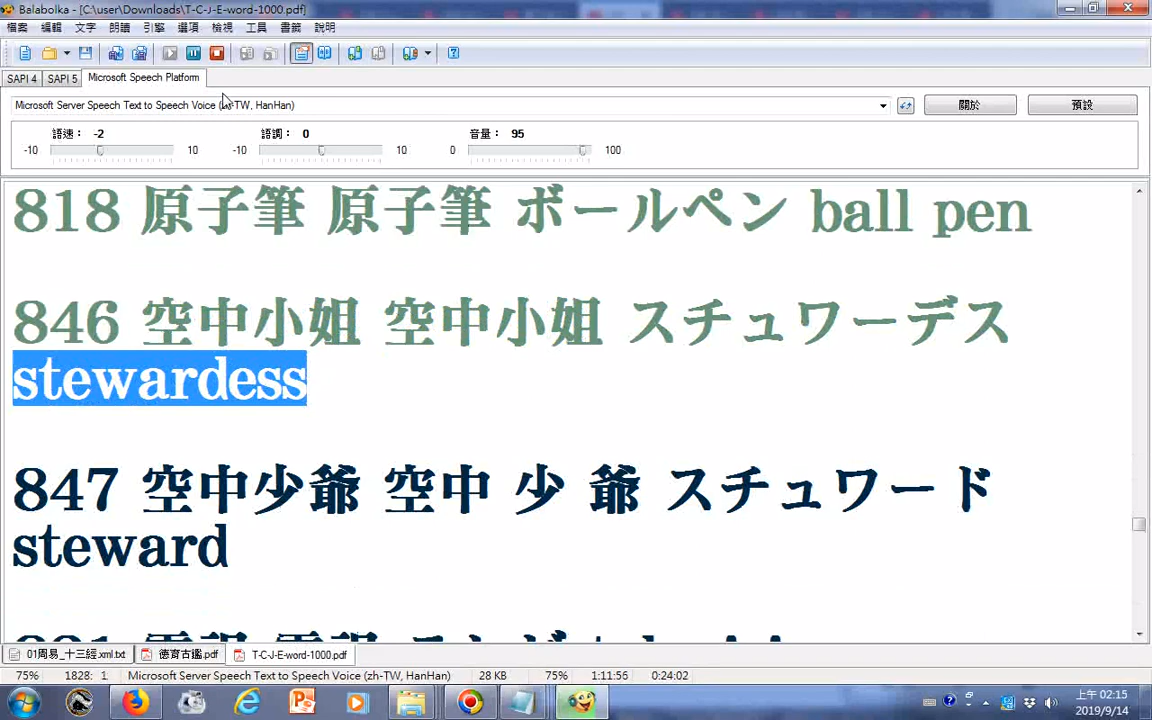 Balabolka - [C:\user\Downloads\T-C-J-E-word-1000.pdf]
檔案 編輯 文字 朗讀 引擎 選項 檢視 工具 書籤 說明
SAPI 4 SAPI 5 Microsoft Speech Platform
Microsoft Server Speech Text to Speech Voice (zh-TW, HanHan) 關於 預設
語速： -2 語調： 0 音量： 95
-10 10 -10 10 0 100
818 原子筆 原子筆 ボールペン ball pen
846 空中小姐 空中小姐 スチュワーデス
stewardess
847 空中少爺 空中 少 爺 スチュワード
steward
01周易_十三經.xml.txt 德育古鑑.pdf T-C-J-E-word-1000.pdf
75% 1828: 1 Microsoft Server Speech Text to Speech Voice (zh-TW, HanHan) 28 KB 75% 1:11:56 0:24:02
上午 02:15
2019/9/14